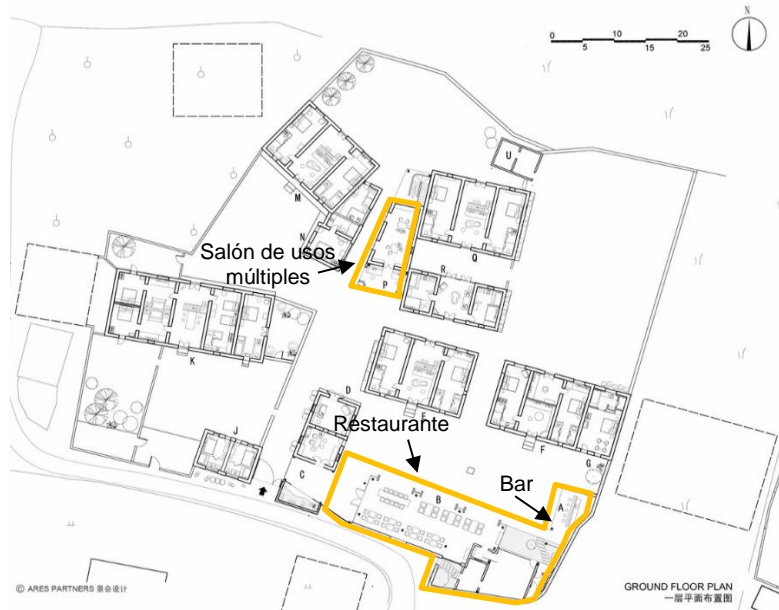 N
0 10 20
5 15 25
U
M
Q
N
Salón de usos
múltiples
R
P
K
D
E
Restaurante
J
F
G
C
Bar
A
B
© ARES PARTNERS 景会设计
GROUND FLOOR PLAN
一层平面布置图